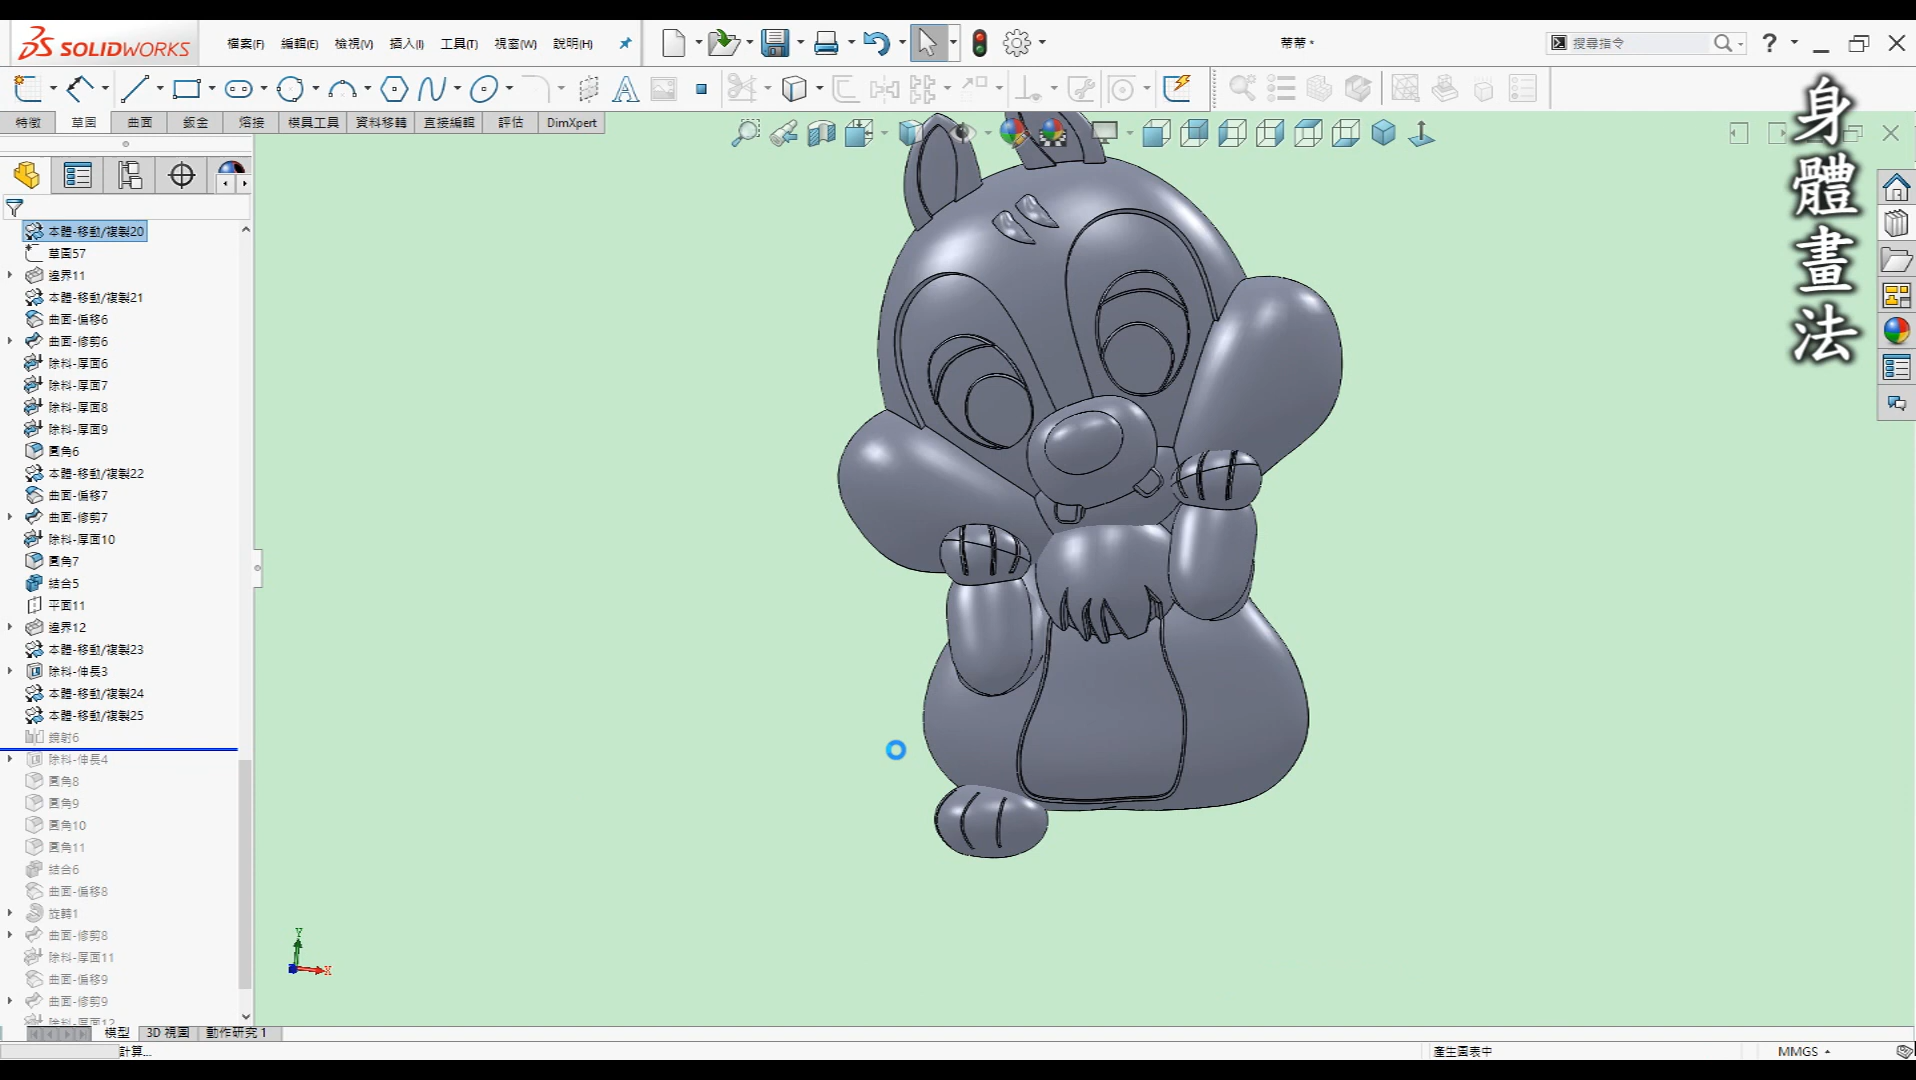 SOLIDWORKS
檔案(F) 編輯(E) 檢視(V) 插入(I) 工具(T) 視窗(W) 說明(H)
蒂蒂 *
搜尋指令
特徵 草圖 曲面 鈑金 熔接 模具工具 資料移轉 直接編輯 評估 DimXpert
身體畫法
本體-移動/複製20
草圖57
邊界11
本體-移動/複製21
曲面-偏移6
曲面-修剪6
除料-厚面6
除料-厚面7
除料-厚面8
除料-厚面9
圓角6
本體-移動/複製22
曲面-偏移7
曲面-修剪7
除料-厚面10
圓角7
結合5
平面11
邊界12
本體-移動/複製23
除料-伸長3
本體-移動/複製24
本體-移動/複製25
鏡射6
除料-伸長4
圓角8
圓角9
圓角10
圓角11
結合6
曲面-偏移8
旋轉1
曲面-修剪8
除料-厚面11
曲面-偏移9
曲面-修剪9
除料-厚面12
Y
X
模型 3D 視圖 動作研究 1
計算...
產生圖表中
MMGS